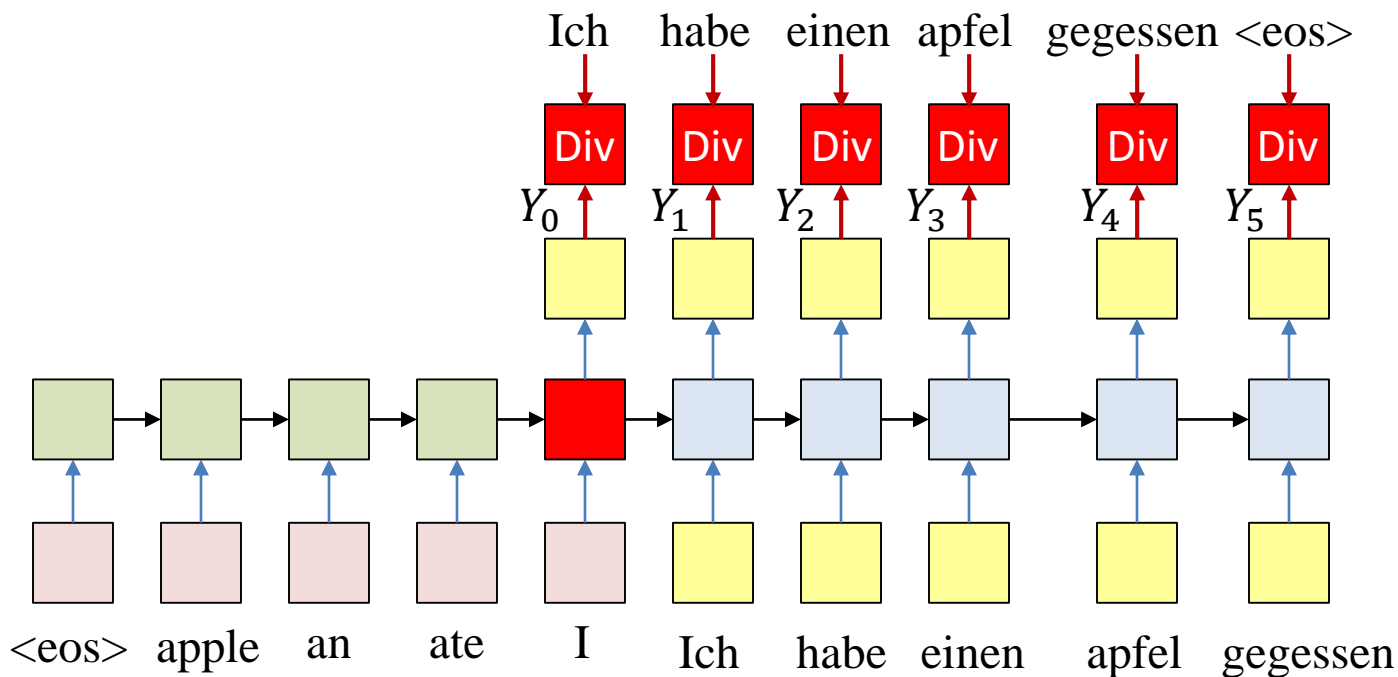 Ich habe einen apfel gegessen <eos>
Div Div Div Div Div Div
Y₀ Y₁ Y₂ Y₃ Y₄ Y₅
<eos> apple an ate I Ich habe einen apfel gegessen